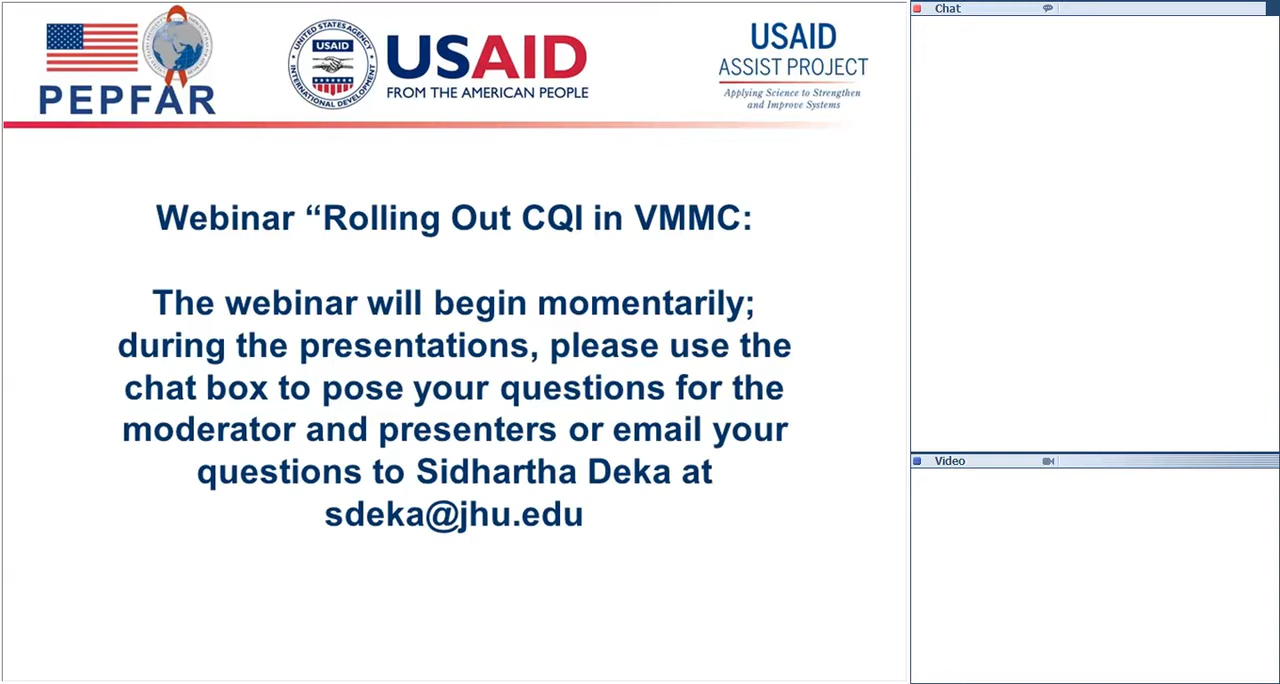 PEPFAR
UNITED STATES AGENCY
USAID
INTERNATIONAL DEVELOPMENT
USAID
FROM THE AMERICAN PEOPLE
USAID
ASSIST PROJECT
Applying Science to Strengthen
and Improve Systems
Webinar “Rolling Out CQI in VMMC:
The webinar will begin momentarily;
during the presentations, please use the
chat box to pose your questions for the
moderator and presenters or email your
questions to Sidhartha Deka at
sdeka@jhu.edu
Chat
Video